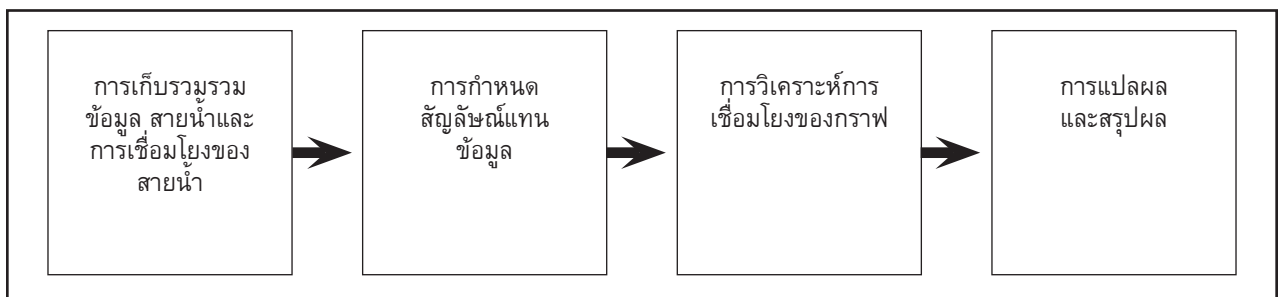 การเก็บรวมรวม
ข้อมูล สายน้ำและ
การเชื่อมโยงของ
สายน้ำ
การกำหนด
สัญลัษณ์แทน
ข้อมูล
การวิเคราะห์การ
เชื่อมโยงของกราฟ
การแปลผล
และสรุปผล